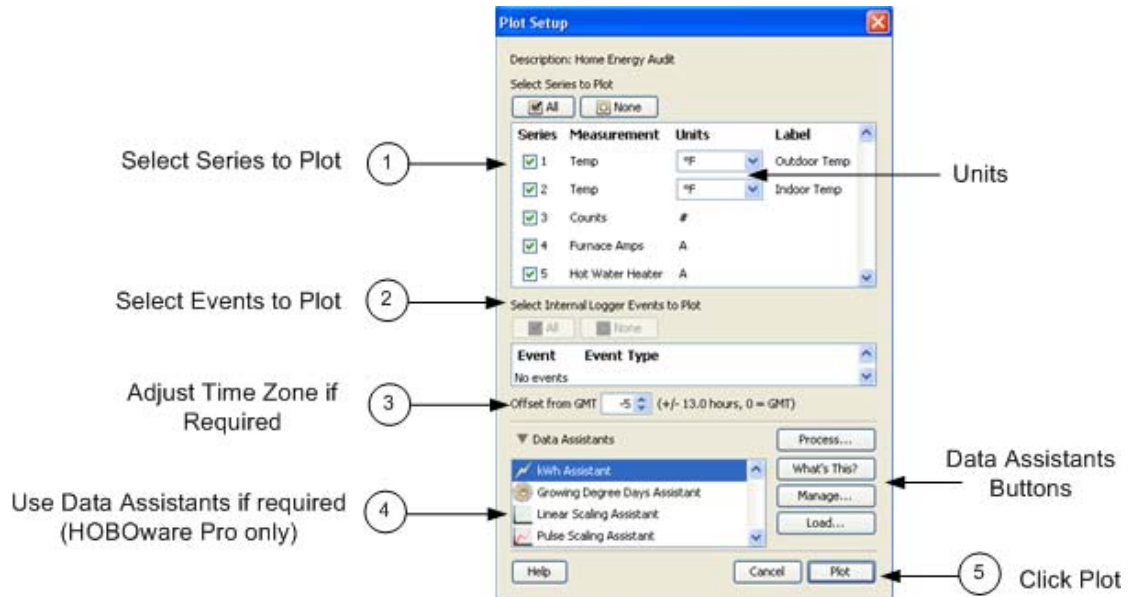 Plot Setup
Description: Home Energy Audit
Select Series to Plot
All None
Series Measurement Units Label
1 Temp °F Outdoor Temp
2 Temp °F Indoor Temp
3 Counts #
4 Furnace Amps A
5 Hot Water Heater A
Select Internal Logger Events to Plot
All None
Event Event Type
No events
Offset from GMT -5 (+/- 13.0 hours, 0 = GMT)
Data Assistants
kWh Assistant
Growing Degree Days Assistant
Linear Scaling Assistant
Pulse Scaling Assistant
Process...
What's This?
Manage...
Load...
Help Cancel Plot
Select Series to Plot 1
Units
Select Events to Plot 2
Adjust Time Zone if
Required 3
Use Data Assistants if required
(HOBOware Pro only) 4
Data Assistants
Buttons
5 Click Plot